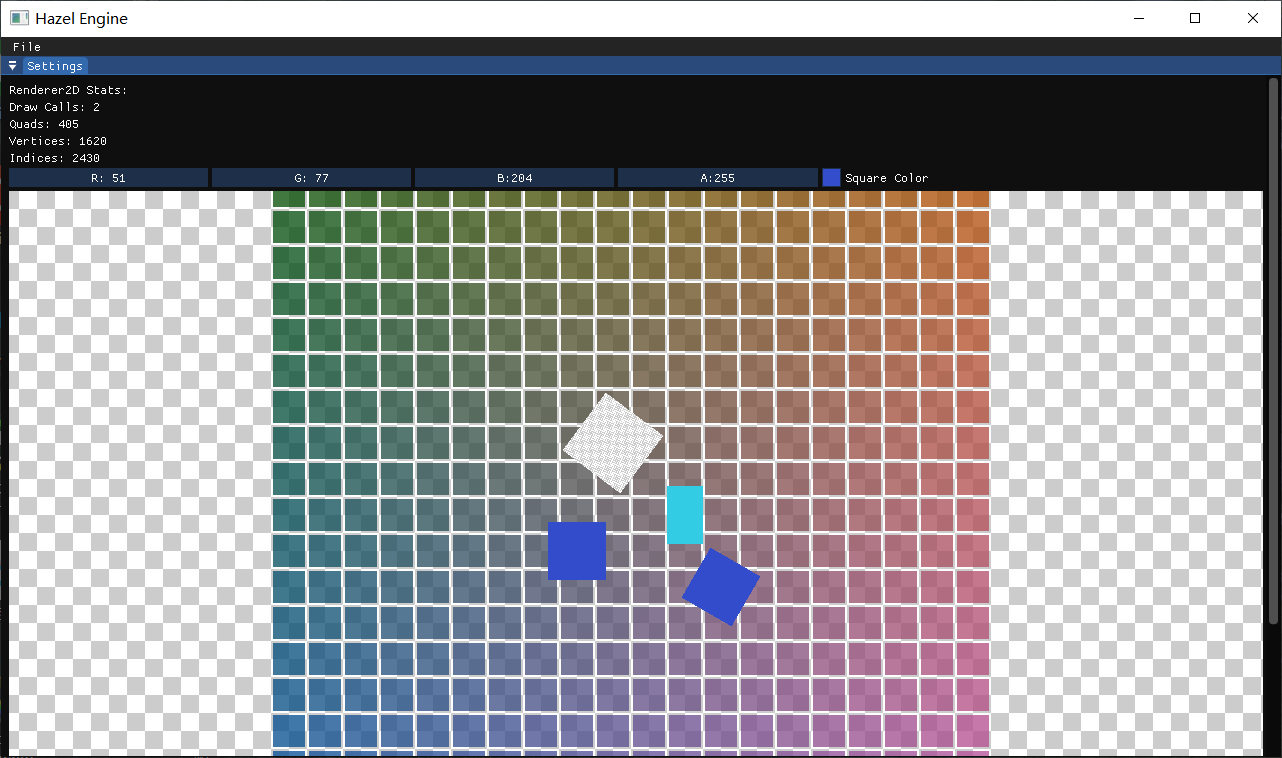 Hazel Engine
File
Settings
Renderer2D Stats:
Draw Calls: 2
Quads: 405
Vertices: 1620
Indices: 2430
R: 51 G: 77 B:204 A:255 Square Color